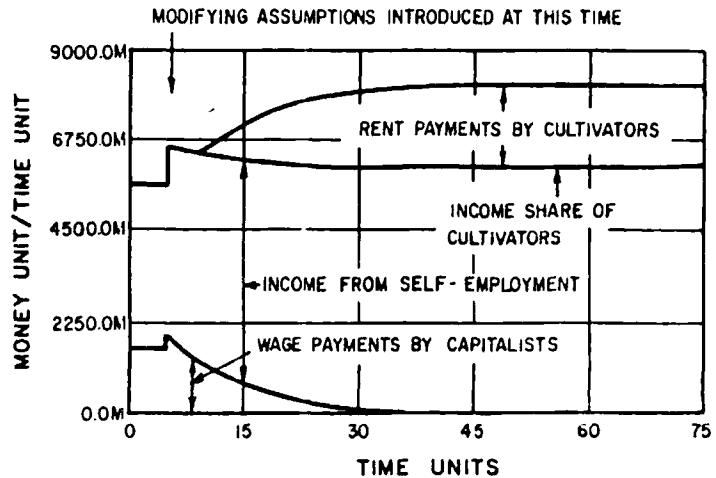 MODIFYING ASSUMPTIONS INTRODUCED AT THIS TIME
9000.0M
6750.0M
4500.0M
2250.0M
0.0M
MONEY UNIT/TIME UNIT
RENT PAYMENTS BY CULTIVATORS
INCOME SHARE OF
CULTIVATORS
INCOME FROM SELF-EMPLOYMENT
WAGE PAYMENTS BY CAPITALISTS
0 15 30 45 60 75
TIME UNITS